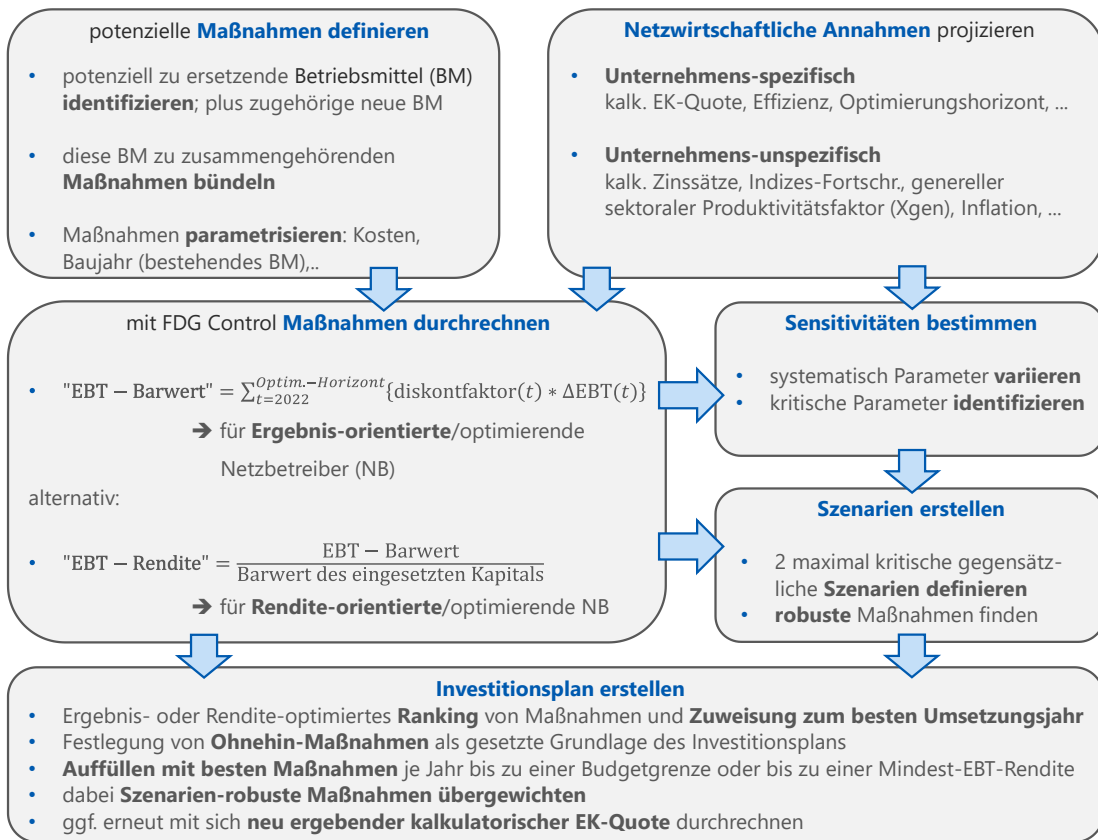 potenzielle Maßnahmen definieren
• potenziell zu ersetzende Betriebsmittel (BM)
identifizieren; plus zugehörige neue BM
• diese BM zu zusammengehörenden
Maßnahmen bündeln
• Maßnahmen parametrisieren: Kosten,
Baujahr (bestehendes BM),..
Netzwirtschaftliche Annahmen projizieren
• Unternehmens-spezifisch
kalk. EK-Quote, Effizienz, Optimierungshorizont, ...
• Unternehmens-unspezifisch
kalk. Zinssätze, Indizes-Fortschr., genereller
sektoraler Produktivitätsfaktor (Xgen), Inflation, ...
mit FDG Control Maßnahmen durchrechnen
• "EBT − Barwert" = ∑_{t=2022}^{Optim.−Horizont}{diskontfaktor(t) ∗ ΔEBT(t)}
➔ für Ergebnis-orientierte/optimierende
Netzbetreiber (NB)
alternativ:
• "EBT − Rendite" = EBT − Barwert / Barwert des eingesetzten Kapitals
➔ für Rendite-orientierte/optimierende NB
Sensitivitäten bestimmen
• systematisch Parameter variieren
• kritische Parameter identifizieren
Szenarien erstellen
• 2 maximal kritische gegensätz-
liche Szenarien definieren
• robuste Maßnahmen finden
Investitionsplan erstellen
• Ergebnis- oder Rendite-optimiertes Ranking von Maßnahmen und Zuweisung zum besten Umsetzungsjahr
• Festlegung von Ohnehin-Maßnahmen als gesetzte Grundlage des Investitionsplans
• Auffüllen mit besten Maßnahmen je Jahr bis zu einer Budgetgrenze oder bis zu einer Mindest-EBT-Rendite
• dabei Szenarien-robuste Maßnahmen übergewichten
• ggf. erneut mit sich neu ergebender kalkulatorischer EK-Quote durchrechnen